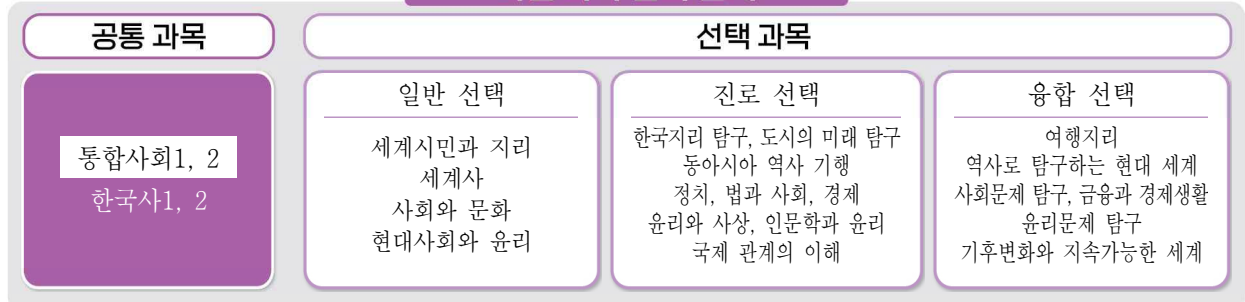 공통 과목
선택 과목
통합사회1, 2
한국사1, 2
일반 선택
세계시민과 지리
세계사
사회와 문화
현대사회와 윤리
진로 선택
한국지리 탐구, 도시의 미래 탐구
동아시아 역사 기행
정치, 법과 사회, 경제
윤리와 사상, 인문학과 윤리
국제 관계의 이해
융합 선택
여행지리
역사로 탐구하는 현대 세계
사회문제 탐구, 금융과 경제생활
윤리문제 탐구
기후변화와 지속가능한 세계